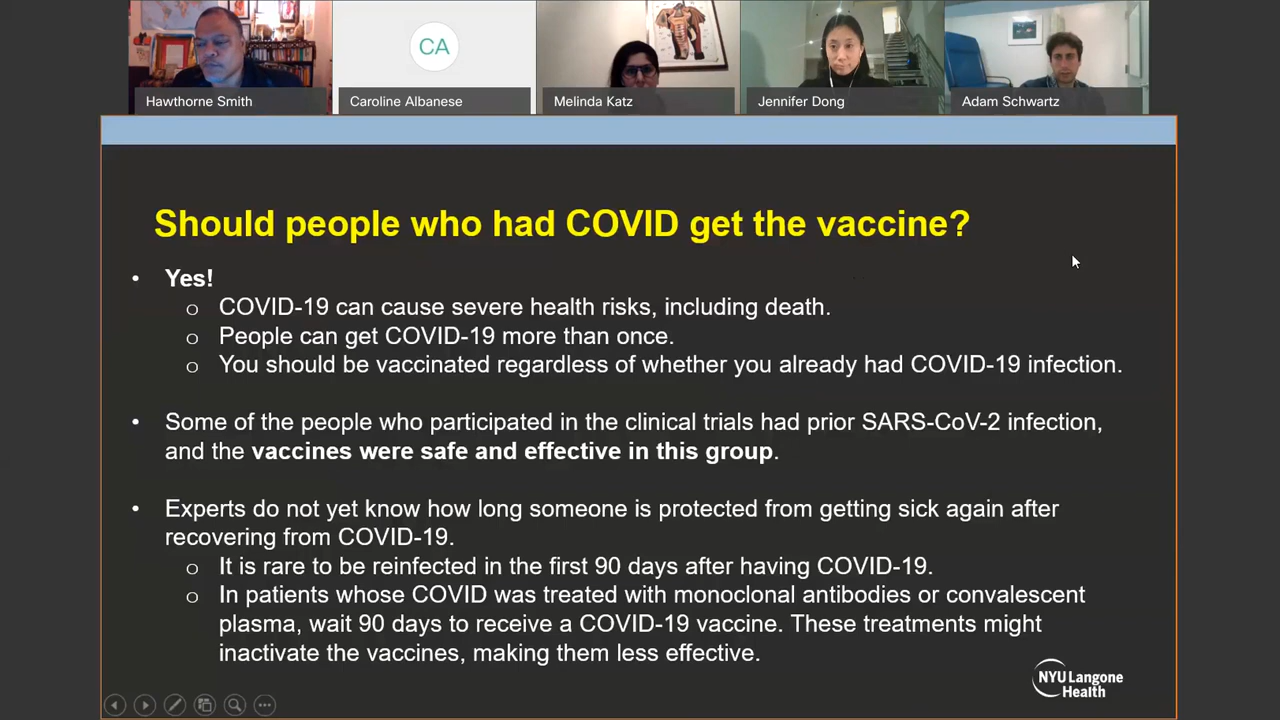 CA
Hawthorne Smith
Caroline Albanese
Melinda Katz
Jennifer Dong
Adam Schwartz
Should people who had COVID get the vaccine?
• Yes!
o COVID-19 can cause severe health risks, including death.
o People can get COVID-19 more than once.
o You should be vaccinated regardless of whether you already had COVID-19 infection.
• Some of the people who participated in the clinical trials had prior SARS-CoV-2 infection,
and the vaccines were safe and effective in this group.
• Experts do not yet know how long someone is protected from getting sick again after
recovering from COVID-19.
o It is rare to be reinfected in the first 90 days after having COVID-19.
o In patients whose COVID was treated with monoclonal antibodies or convalescent
plasma, wait 90 days to receive a COVID-19 vaccine. These treatments might
inactivate the vaccines, making them less effective.
NYU Langone
Health